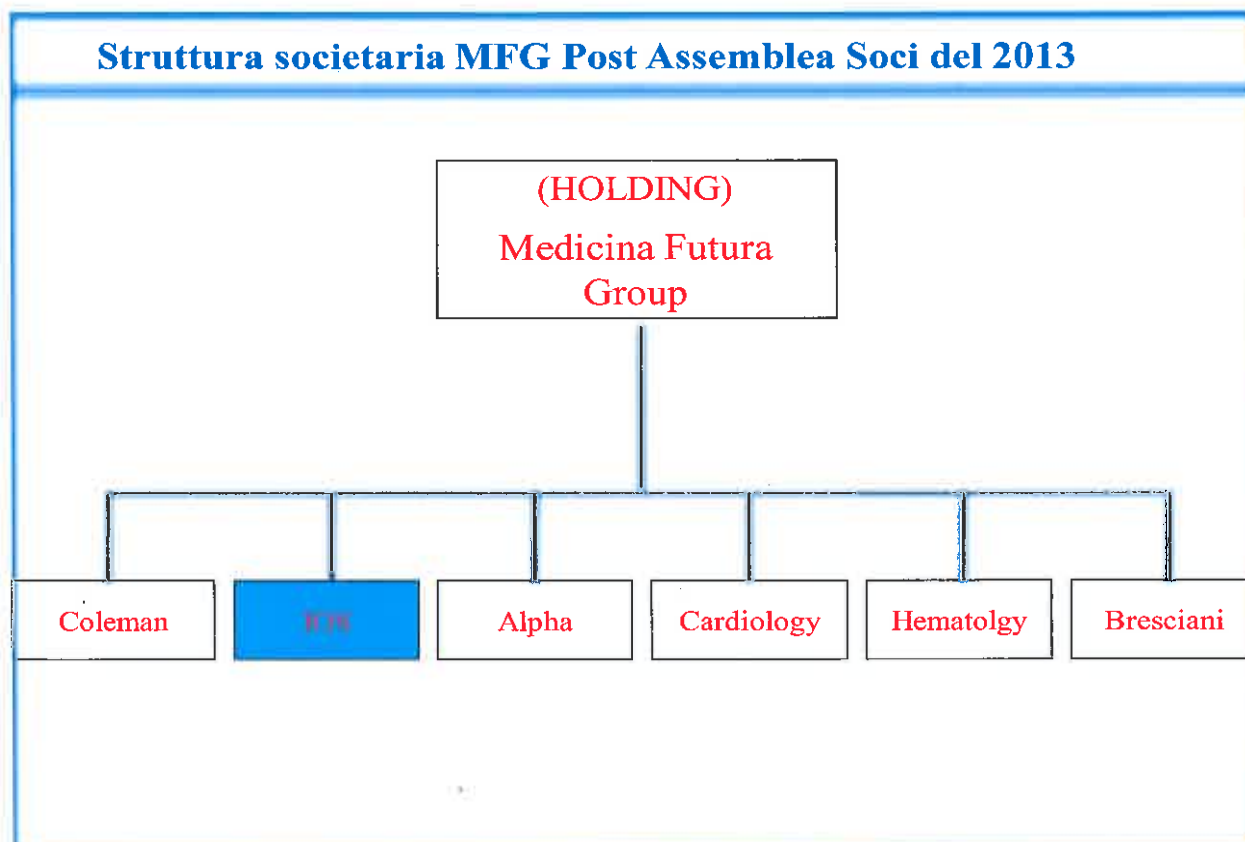 Struttura societaria MFG Post Assemblea Soci del 2013
(HOLDING)
Medicina Futura
Group
Coleman
Alpha
Cardiology
Hematolgy
Bresciani